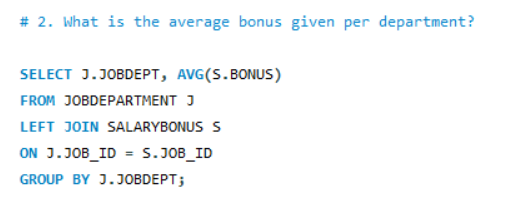 # 2. What is the average bonus given per department?
SELECT J.JOBDEPT, AVG(S.BONUS)
FROM JOBDEPARTMENT J
LEFT JOIN SALARYBONUS S
ON J.JOB_ID = S.JOB_ID
GROUP BY J.JOBDEPT;